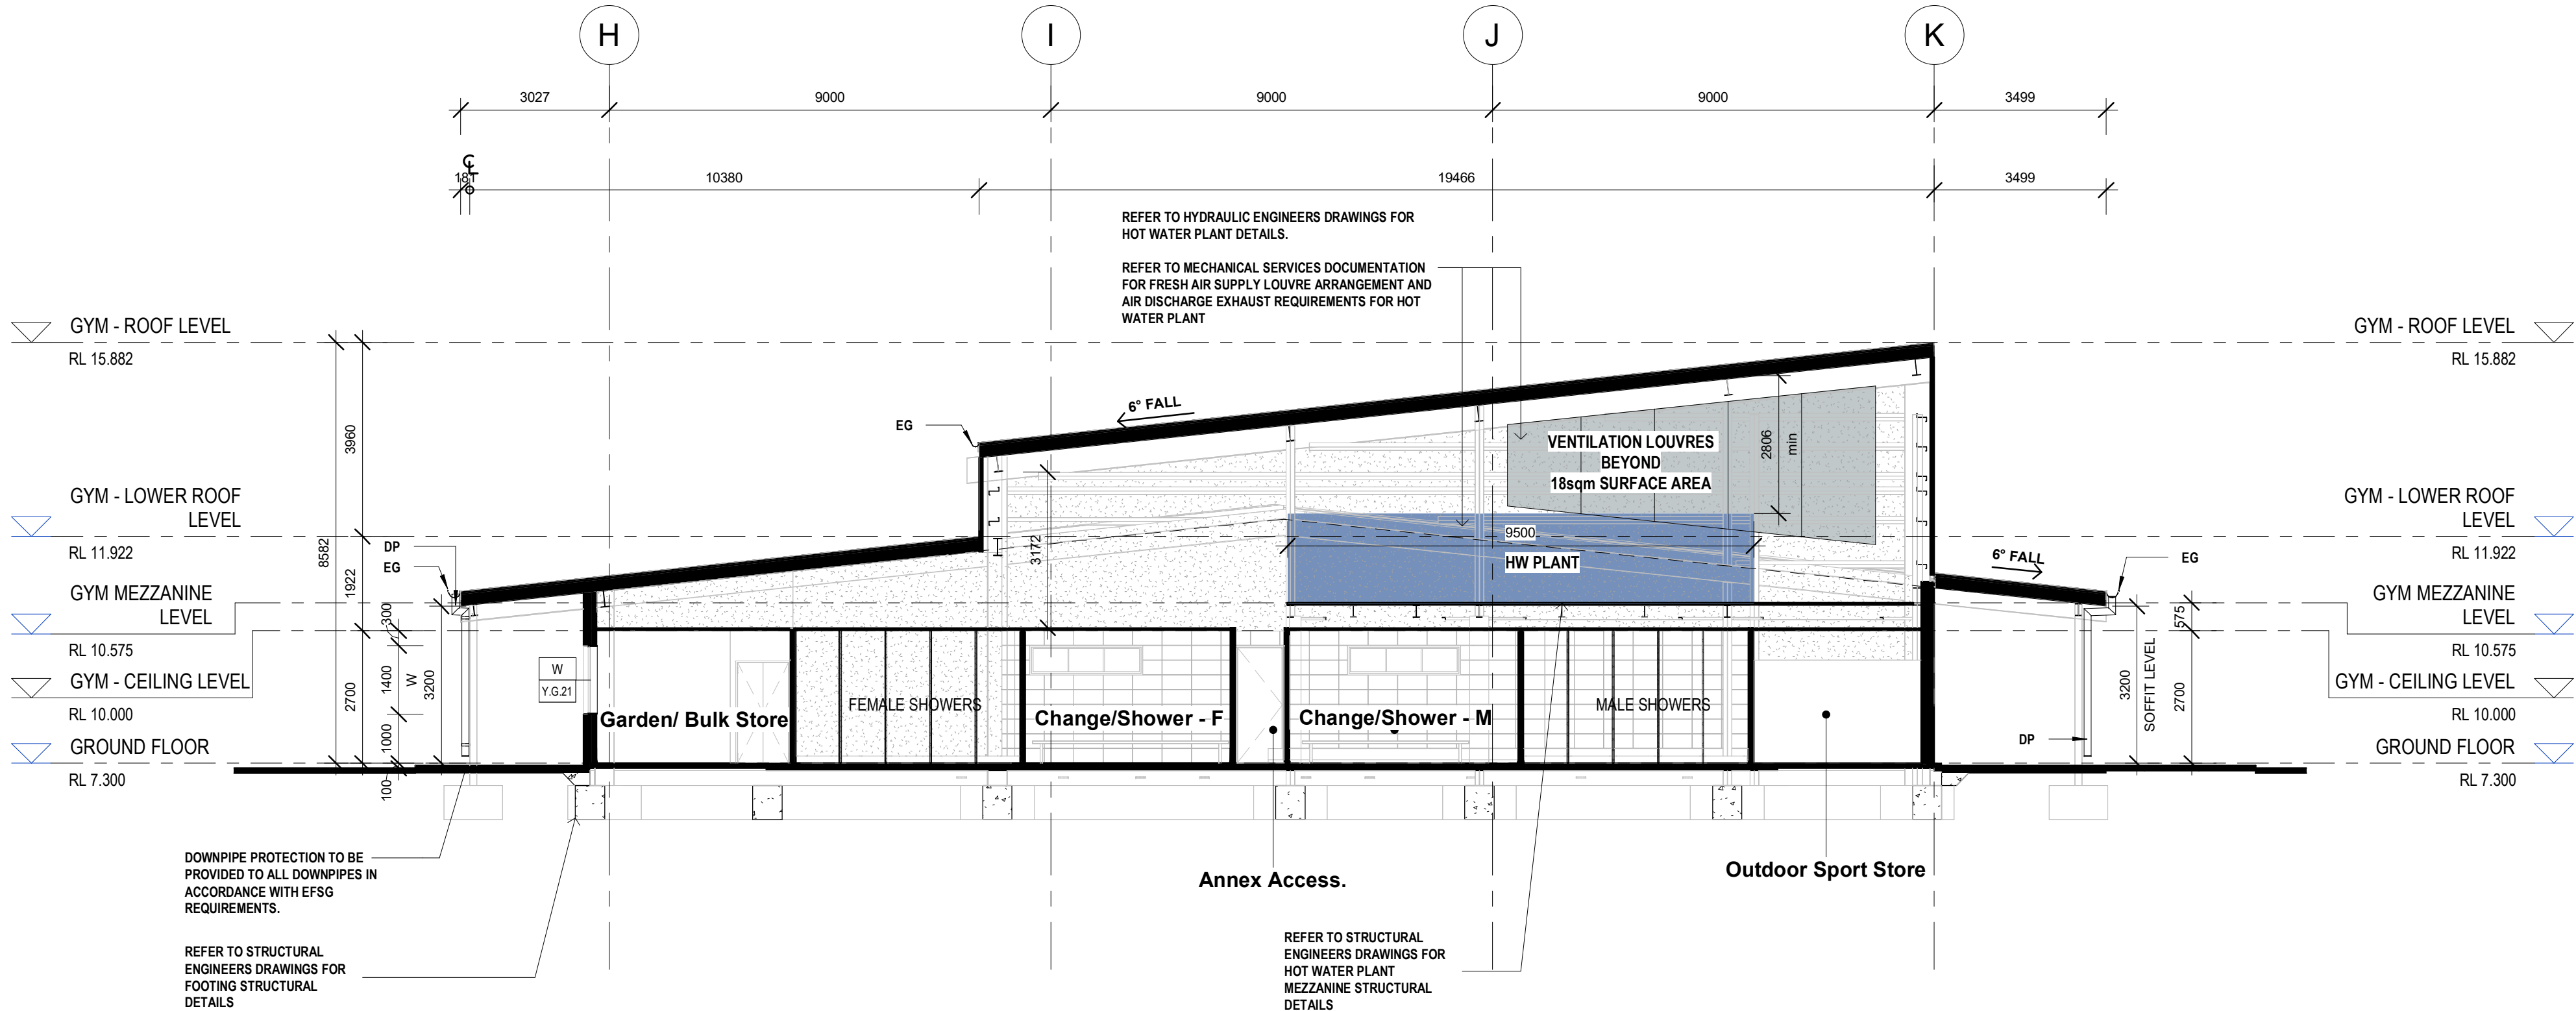 H
I
J
K
3027
9000
9000
9000
3499
181
10380
19466
3499
REFER TO HYDRAULIC ENGINEERS DRAWINGS FOR
HOT WATER PLANT DETAILS.
REFER TO MECHANICAL SERVICES DOCUMENTATION
FOR FRESH AIR SUPPLY LOUVRE ARRANGEMENT AND
AIR DISCHARGE EXHAUST REQUIREMENTS FOR HOT
WATER PLANT
GYM - ROOF LEVEL
RL 15.882
GYM - LOWER ROOF
LEVEL
RL 11.922
GYM MEZZANINE
LEVEL
RL 10.575
GYM - CEILING LEVEL
RL 10.000
GROUND FLOOR
RL 7.300
8582
3960
1922
2700
300
1400
W
1000
100
3200
DP
EG
EG
6° FALL
W
Y.G.21
3172
VENTILATION LOUVRES
BEYOND
18sqm SURFACE AREA
2806
min
9500
HW PLANT
Garden/ Bulk Store
FEMALE SHOWERS
Change/Shower - F
Change/Shower - M
MALE SHOWERS
6° FALL
EG
DP
3200
SOFFIT LEVEL
575
2700
GYM - ROOF LEVEL
RL 15.882
GYM - LOWER ROOF
LEVEL
RL 11.922
GYM MEZZANINE
LEVEL
RL 10.575
GYM - CEILING LEVEL
RL 10.000
GROUND FLOOR
RL 7.300
DOWNPIPE PROTECTION TO BE
PROVIDED TO ALL DOWNPIPES IN
ACCORDANCE WITH EFSG
REQUIREMENTS.
REFER TO STRUCTURAL
ENGINEERS DRAWINGS FOR
FOOTING STRUCTURAL
DETAILS
Annex Access.
Outdoor Sport Store
REFER TO STRUCTURAL
ENGINEERS DRAWINGS FOR
HOT WATER PLANT
MEZZANINE STRUCTURAL
DETAILS